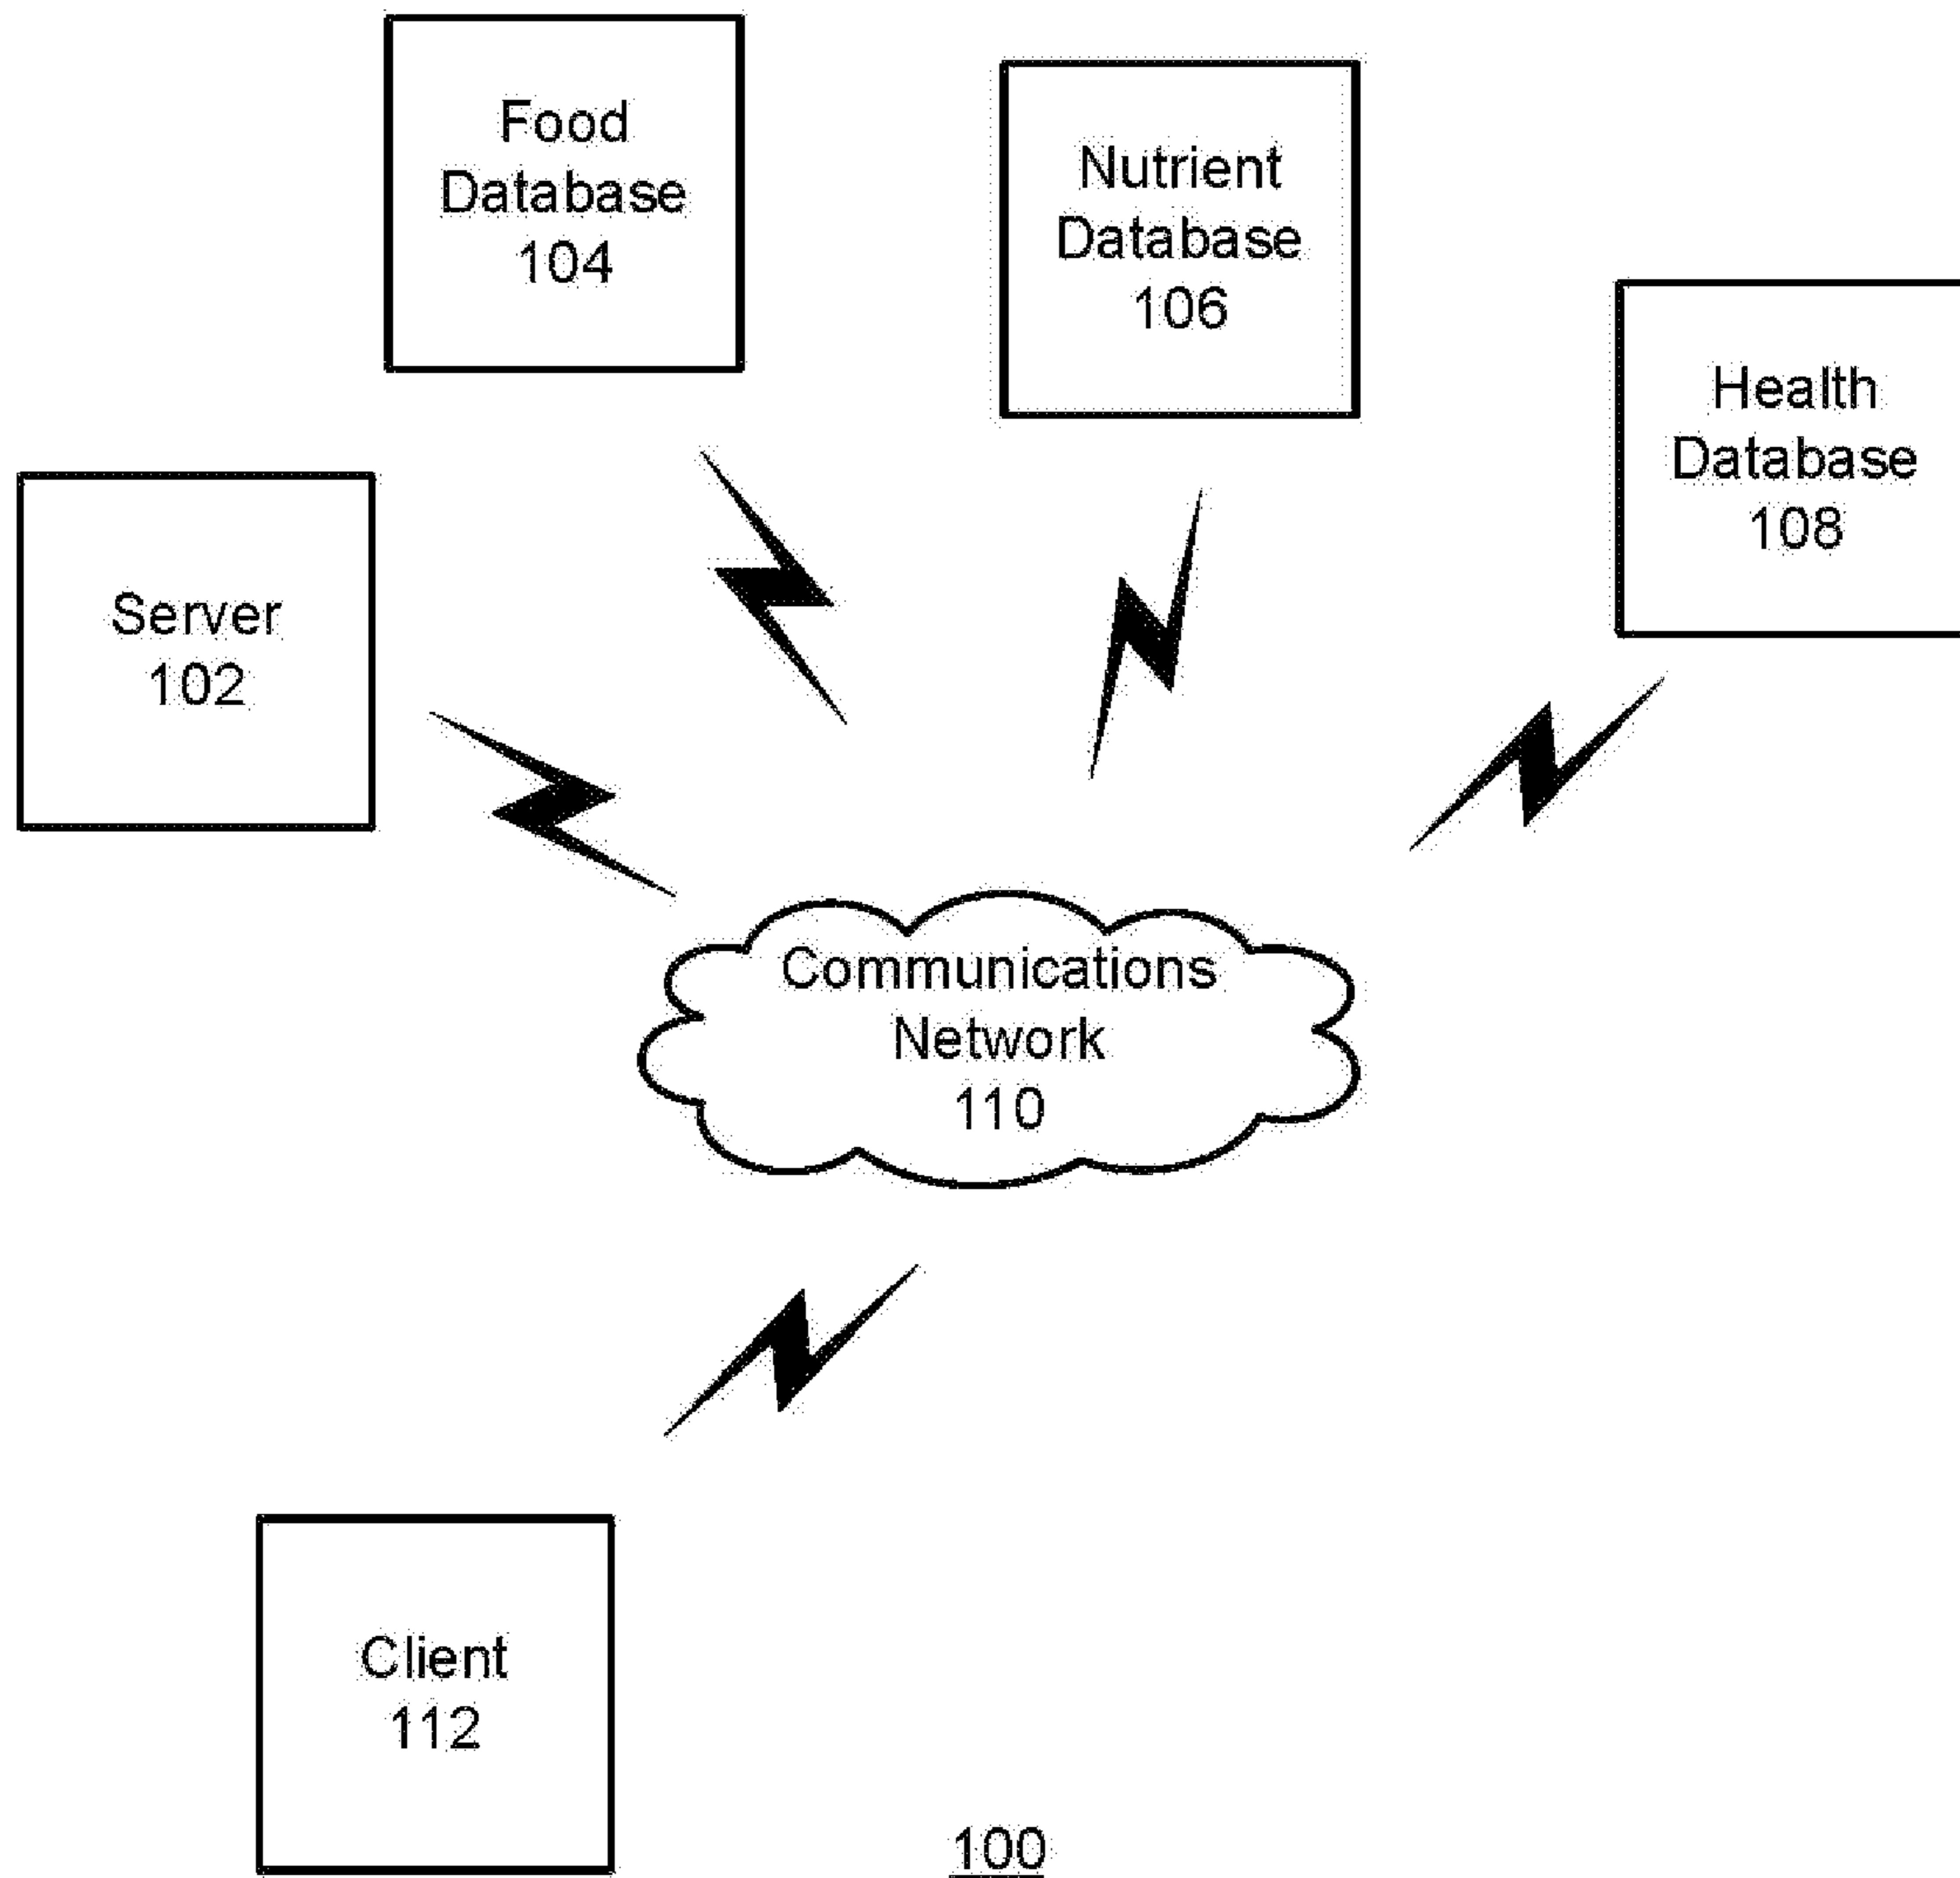 Food
Database
104
Nutrient
Database
106
Health
Database
108
Server
102
Communications
Network
110
Client
112
100